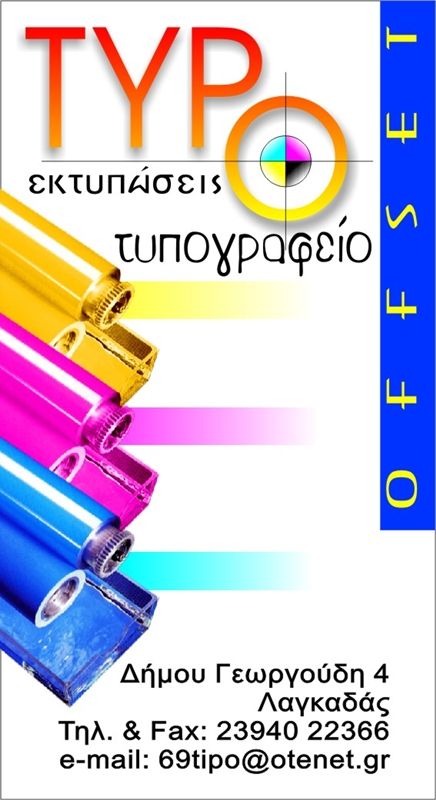 TYPO
εκτυπώσεις
τυπογραφείο
OFFSET
Δήμου Γεωργούδη 4
Λαγκαδάς
Τηλ. & Fax: 23940 22366
e-mail: 69tipo@otenet.gr